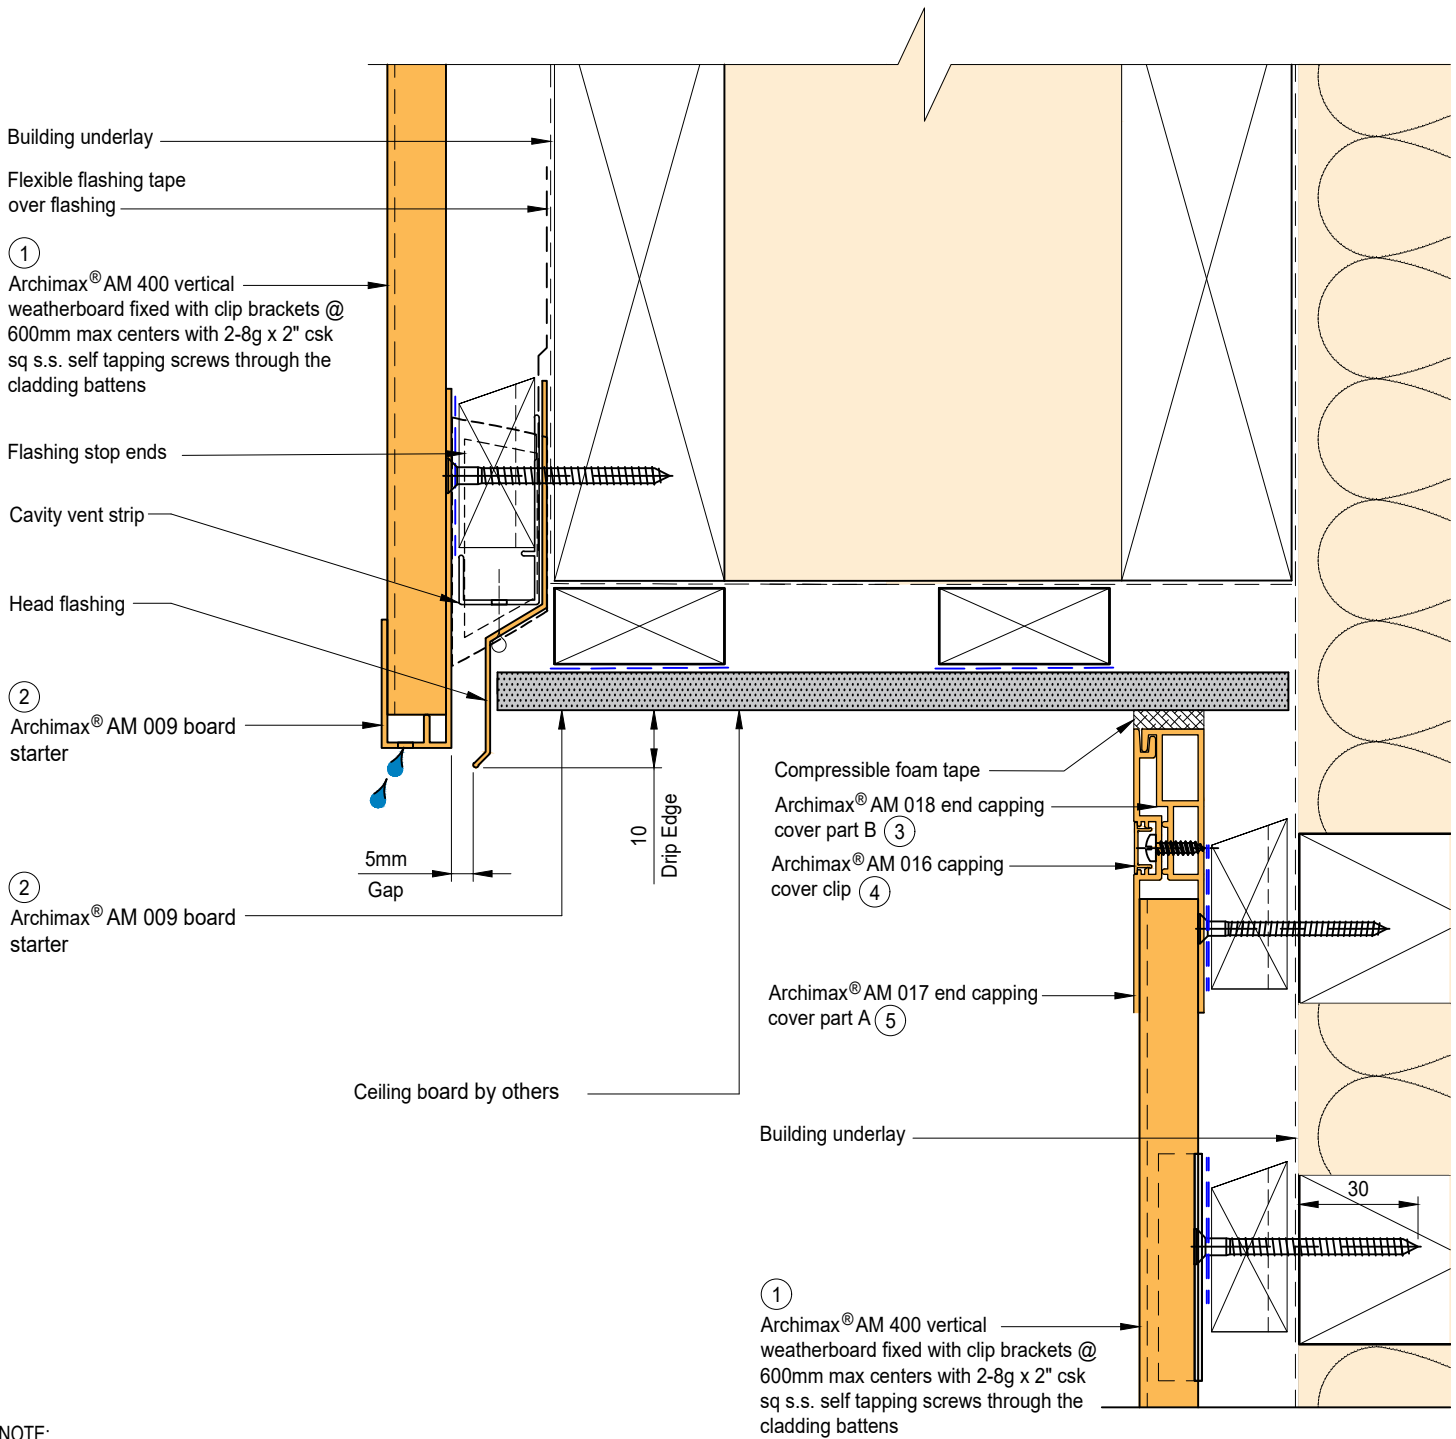 Building underlay
Flexible flashing tape
over flashing
1
Archimax® AM 400 vertical
weatherboard fixed with clip brackets @
600mm max centers with 2-8g x 2" csk
sq s.s. self tapping screws through the
cladding battens
Flashing stop ends
Cavity vent strip
Head flashing
2
Archimax® AM 009 board
starter
5mm
Gap
10
Drip Edge
2
Archimax® AM 009 board
starter
Compressible foam tape
Archimax® AM 018 end capping
cover part B 3
Archimax® AM 016 capping
cover clip 4
Archimax® AM 017 end capping
cover part A 5
Ceiling board by others
Building underlay
30
1
Archimax® AM 400 vertical
weatherboard fixed with clip brackets @
600mm max centers with 2-8g x 2" csk
sq s.s. self tapping screws through the
cladding battens
NOTE: